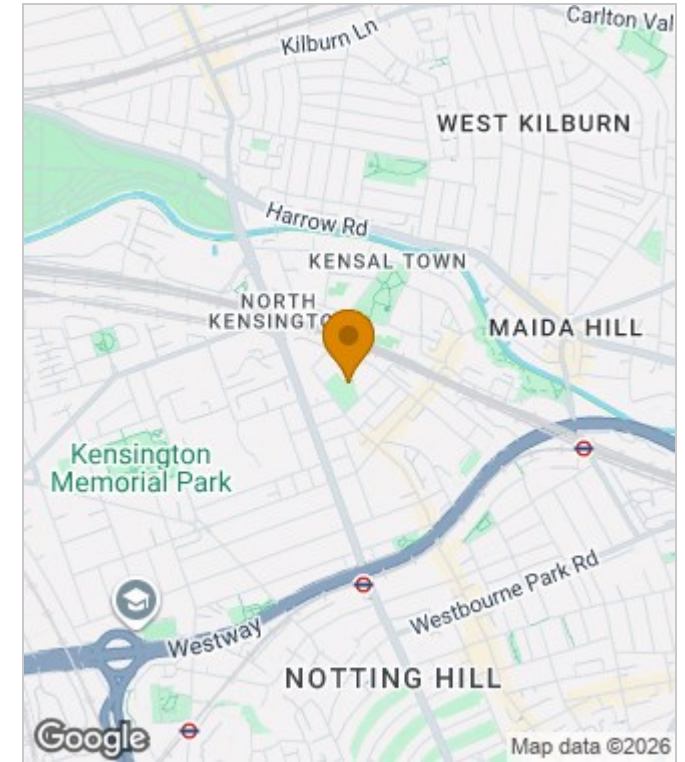 Carlton Val
Kilburn Ln
WEST KILBURN
Harrow Rd
KENSAL TOWN
NORTH
KENSINGTO
MAIDA HILL
Kensington
Memorial Park
Westbourne Park Rd
Westway
NOTTING HILL
Google
Map data ©2026